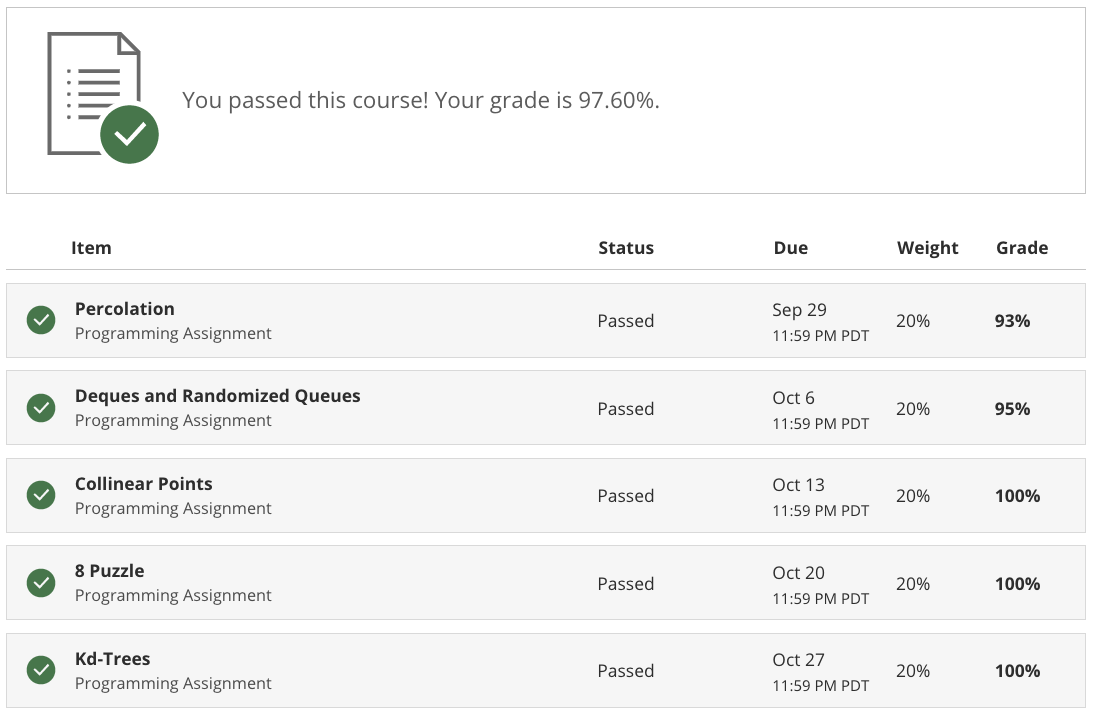 You passed this course! Your grade is 97.60%.
Item Status Due Weight Grade
Percolation
Programming Assignment
Passed
Sep 29
11:59 PM PDT
20%
93%
Deques and Randomized Queues
Programming Assignment
Passed
Oct 6
11:59 PM PDT
20%
95%
Collinear Points
Programming Assignment
Passed
Oct 13
11:59 PM PDT
20%
100%
8 Puzzle
Programming Assignment
Passed
Oct 20
11:59 PM PDT
20%
100%
Kd-Trees
Programming Assignment
Passed
Oct 27
11:59 PM PDT
20%
100%